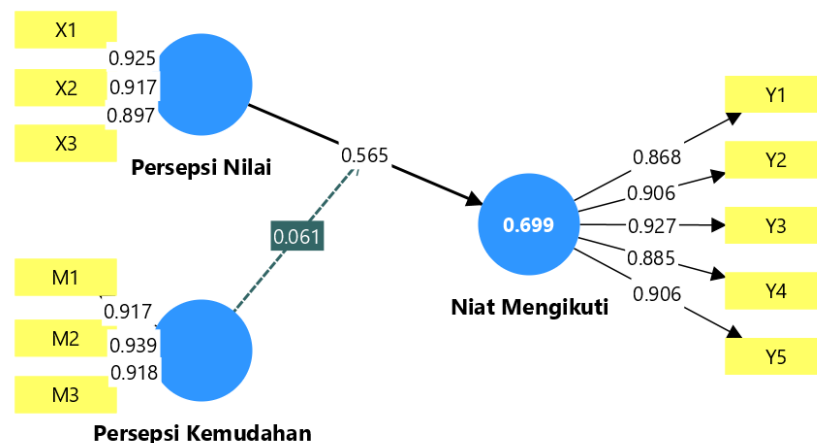 X1
0.925
X2
0.917
0.897
X3
Persepsi Nilai
0.565
0.061
M1
0.917
M2
0.939
0.918
M3
Persepsi Kemudahan
0.699
Niat Mengikuti
0.868
0.906
0.927
0.885
0.906
Y1
Y2
Y3
Y4
Y5